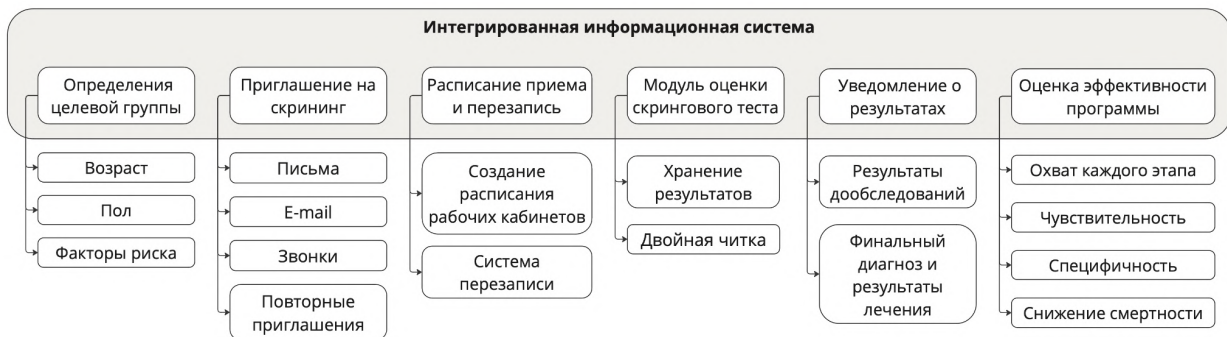 Интегрированная информационная система
Определения
целевой группы
Возраст
Пол
Факторы риска
Приглашение на
скрининг
Письма
E-mail
Звонки
Повторные
приглашения
Расписание приема
и перезапись
Создание
расписания
рабочих кабинетов
Система
перезаписи
Модуль оценки
скрингового теста
Хранение
результатов
Двойная читка
Уведомление о
результатах
Результаты
дообследований
Финальный
диагноз и
результаты
лечения
Оценка эффективности
программы
Охват каждого этапа
Чувствительность
Специфичность
Снижение смертности